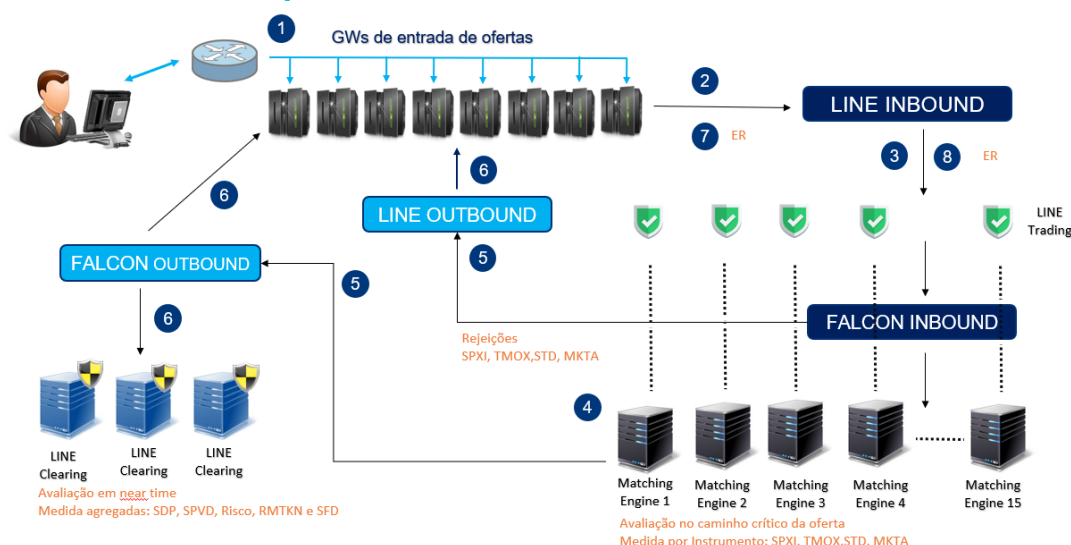 1
GWs de entrada de ofertas
2
LINE INBOUND
7 ER
3 8 ER
6
6
LINE OUTBOUND
LINE
Trading
FALCON OUTBOUND
5
5
FALCON INBOUND
6
Rejeições
SPXI, TMOX,STD, MKTA
4
LINE
Clearing
LINE
Clearing
LINE
Clearing
Matching
Engine 1
Matching
Engine 2
Matching
Engine 3
Matching
Engine 4
Matching
Engine 15
Avaliação em near time
Medida agregadas: SDP, SPVD, Risco, RMTKN e SFD
Avaliação no caminho crítico da oferta
Medida por Instrumento: SPXI, TMOX,STD, MKTA